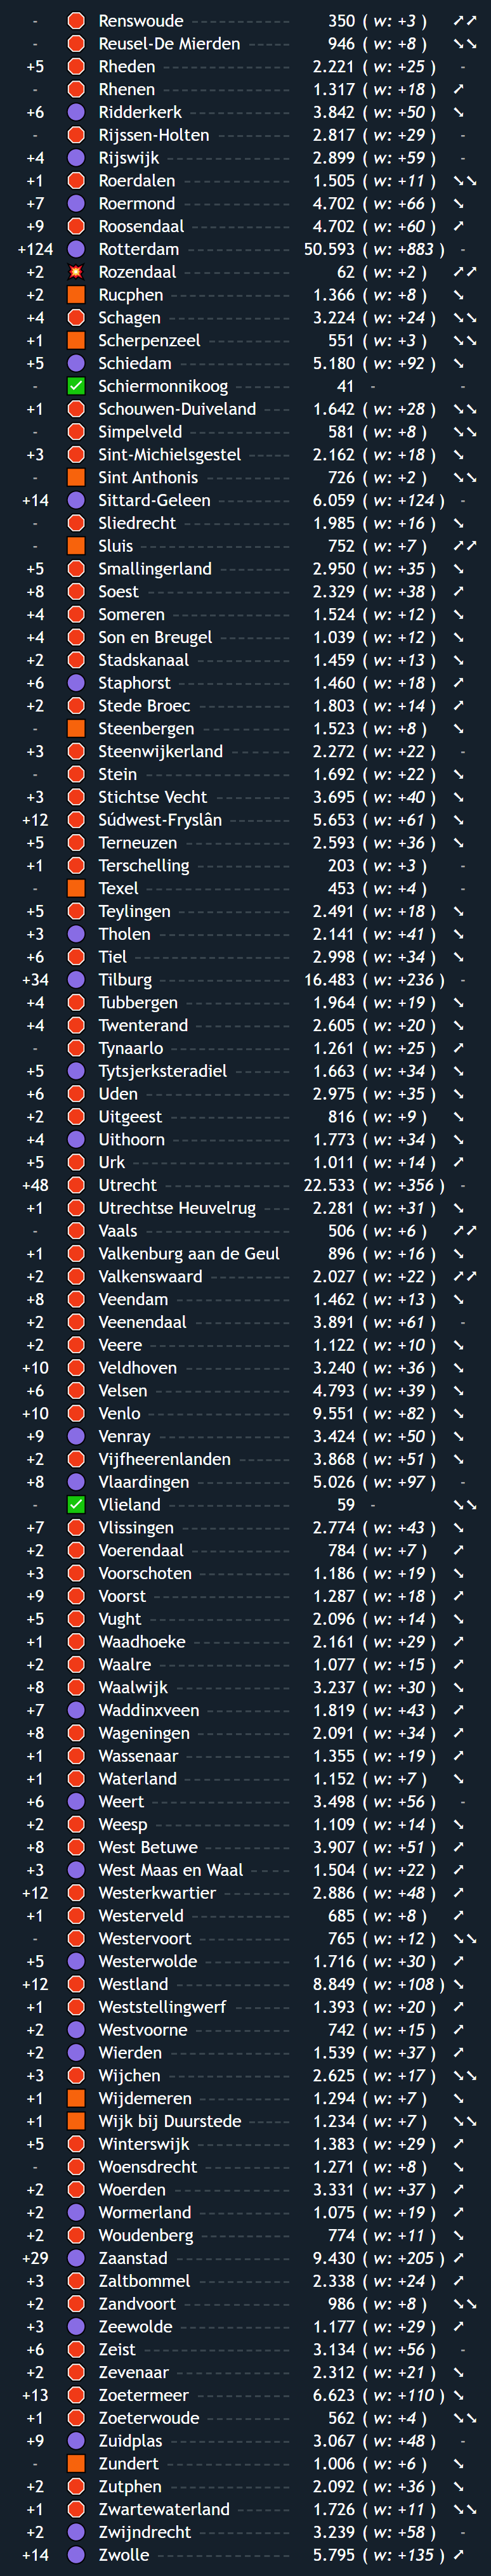 - Renswoude 350 ( w: +3 ) ↗↗
- Reusel-De Mierden 946 ( w: +8 ) ↘↘
+5 Rheden 2.221 ( w: +25 ) -
- Rhenen 1.317 ( w: +18 ) ↗
+6 Ridderkerk 3.842 ( w: +50 ) ↘
- Rijssen-Holten 2.817 ( w: +29 ) -
+4 Rijswijk 2.899 ( w: +59 ) -
+1 Roerdalen 1.505 ( w: +11 ) ↘↘
+7 Roermond 4.702 ( w: +66 ) ↘
+9 Roosendaal 4.702 ( w: +60 ) ↗
+124 Rotterdam 50.593 ( w: +883 ) -
+2 Rozendaal 62 ( w: +2 ) ↗↗
+2 Rucphen 1.366 ( w: +8 ) ↘
+4 Schagen 3.224 ( w: +24 ) ↘↘
+1 Scherpenzeel 551 ( w: +3 ) ↘↘
+5 Schiedam 5.180 ( w: +92 ) ↘
- Schiermonnikoog 41 - -
+1 Schouwen-Duiveland 1.642 ( w: +28 ) ↘↘
- Simpelveld 581 ( w: +8 ) ↘↘
+3 Sint-Michielsgestel 2.162 ( w: +18 ) ↘
- Sint Anthonis 726 ( w: +2 ) ↘↘
+14 Sittard-Geleen 6.059 ( w: +124 ) -
- Sliedrecht 1.985 ( w: +16 ) ↘
- Sluis 752 ( w: +7 ) ↗↗
+5 Smallingerland 2.950 ( w: +35 ) ↘
+8 Soest 2.329 ( w: +38 ) ↗
+4 Someren 1.524 ( w: +12 ) ↘
+4 Son en Breugel 1.039 ( w: +12 ) ↘
+2 Stadskanaal 1.459 ( w: +13 ) ↘
+6 Staphorst 1.460 ( w: +18 ) ↗
+2 Stede Broec 1.803 ( w: +14 ) ↗
- Steenbergen 1.523 ( w: +8 ) ↘
+3 Steenwijkerland 2.272 ( w: +22 ) -
- Stein 1.692 ( w: +22 ) ↘
+3 Stichtse Vecht 3.695 ( w: +40 ) ↘
+12 Súdwest-Fryslân 5.653 ( w: +61 ) ↘
+5 Terneuzen 2.593 ( w: +36 ) ↘
+1 Terschelling 203 ( w: +3 ) -
- Texel 453 ( w: +4 ) -
+5 Teylingen 2.491 ( w: +18 ) ↘
+3 Tholen 2.141 ( w: +41 ) ↘
+6 Tiel 2.998 ( w: +34 ) ↘
+34 Tilburg 16.483 ( w: +236 ) -
+4 Tubbergen 1.964 ( w: +19 ) ↘
+4 Twenterand 2.605 ( w: +20 ) ↘
- Tynaarlo 1.261 ( w: +25 ) ↗
+5 Tytsjerksteradiel 1.663 ( w: +34 ) ↘
+6 Uden 2.975 ( w: +35 ) ↘
+2 Uitgeest 816 ( w: +9 ) ↘
+4 Uithoorn 1.773 ( w: +34 ) ↘
+5 Urk 1.011 ( w: +14 ) ↗
+48 Utrecht 22.533 ( w: +356 ) -
+1 Utrechtse Heuvelrug 2.281 ( w: +31 ) ↘
- Vaals 506 ( w: +6 ) ↗↗
+1 Valkenburg aan de Geul 896 ( w: +16 ) ↘
+2 Valkenswaard 2.027 ( w: +22 ) ↗↗
+8 Veendam 1.462 ( w: +13 ) ↘
+2 Veenendaal 3.891 ( w: +61 ) -
+2 Veere 1.122 ( w: +10 ) ↘
+10 Veldhoven 3.240 ( w: +36 ) ↘
+6 Velsen 4.793 ( w: +39 ) ↘
+10 Venlo 9.551 ( w: +82 ) ↘
+9 Venray 3.424 ( w: +50 ) ↘
+2 Vijfheerenlanden 3.868 ( w: +51 ) ↘
+8 Vlaardingen 5.026 ( w: +97 ) -
- Vlieland 59 - ↘↘
+7 Vlissingen 2.774 ( w: +43 ) ↘
+2 Voerendaal 784 ( w: +7 ) ↗
+3 Voorschoten 1.186 ( w: +19 ) ↘
+9 Voorst 1.287 ( w: +18 ) ↗
+5 Vught 2.096 ( w: +14 ) ↘
+1 Waadhoeke 2.161 ( w: +29 ) ↗
+2 Waalre 1.077 ( w: +15 ) ↗
+8 Waalwijk 3.237 ( w: +30 ) ↘
+7 Waddinxveen 1.819 ( w: +43 ) ↗
+8 Wageningen 2.091 ( w: +34 ) ↗
+1 Wassenaar 1.355 ( w: +19 ) ↗
+1 Waterland 1.152 ( w: +7 ) ↘
+6 Weert 3.498 ( w: +56 ) -
+2 Weesp 1.109 ( w: +14 ) ↘
+8 West Betuwe 3.907 ( w: +51 ) ↗
+3 West Maas en Waal 1.504 ( w: +22 ) ↗
+12 Westerkwartier 2.886 ( w: +48 ) ↗
+1 Westerveld 685 ( w: +8 ) ↗
- Westervoort 765 ( w: +12 ) ↘↘
+5 Westerwolde 1.716 ( w: +30 ) ↗
+12 Westland 8.849 ( w: +108 ) ↘
+1 Weststellingwerf 1.393 ( w: +20 ) ↗
+2 Westvoorne 742 ( w: +15 ) ↗
+2 Wierden 1.539 ( w: +37 ) ↗
+3 Wijchen 2.625 ( w: +17 ) ↘↘
+1 Wijdemeren 1.294 ( w: +7 ) ↘
+1 Wijk bij Duurstede 1.234 ( w: +7 ) ↘↘
+5 Winterswijk 1.383 ( w: +29 ) ↗
- Woensdrecht 1.271 ( w: +8 ) ↘
+2 Woerden 3.331 ( w: +37 ) ↗
+2 Wormerland 1.075 ( w: +19 ) ↗
+2 Woudenberg 774 ( w: +11 ) ↘
+29 Zaanstad 9.430 ( w: +205 ) ↗
+3 Zaltbommel 2.338 ( w: +24 ) ↗
+2 Zandvoort 986 ( w: +8 ) ↘↘
+3 Zeewolde 1.177 ( w: +29 ) ↗
+6 Zeist 3.134 ( w: +56 ) -
+2 Zevenaar 2.312 ( w: +21 ) ↘
+13 Zoetermeer 6.623 ( w: +110 ) ↘
+1 Zoeterwoude 562 ( w: +4 ) ↘↘
+9 Zuidplas 3.067 ( w: +48 ) -
- Zundert 1.006 ( w: +6 ) ↘
+2 Zutphen 2.092 ( w: +36 ) ↘
+1 Zwartewaterland 1.726 ( w: +11 ) ↘↘
+2 Zwijndrecht 3.239 ( w: +58 ) -
+14 Zwolle 5.795 ( w: +135 ) ↗